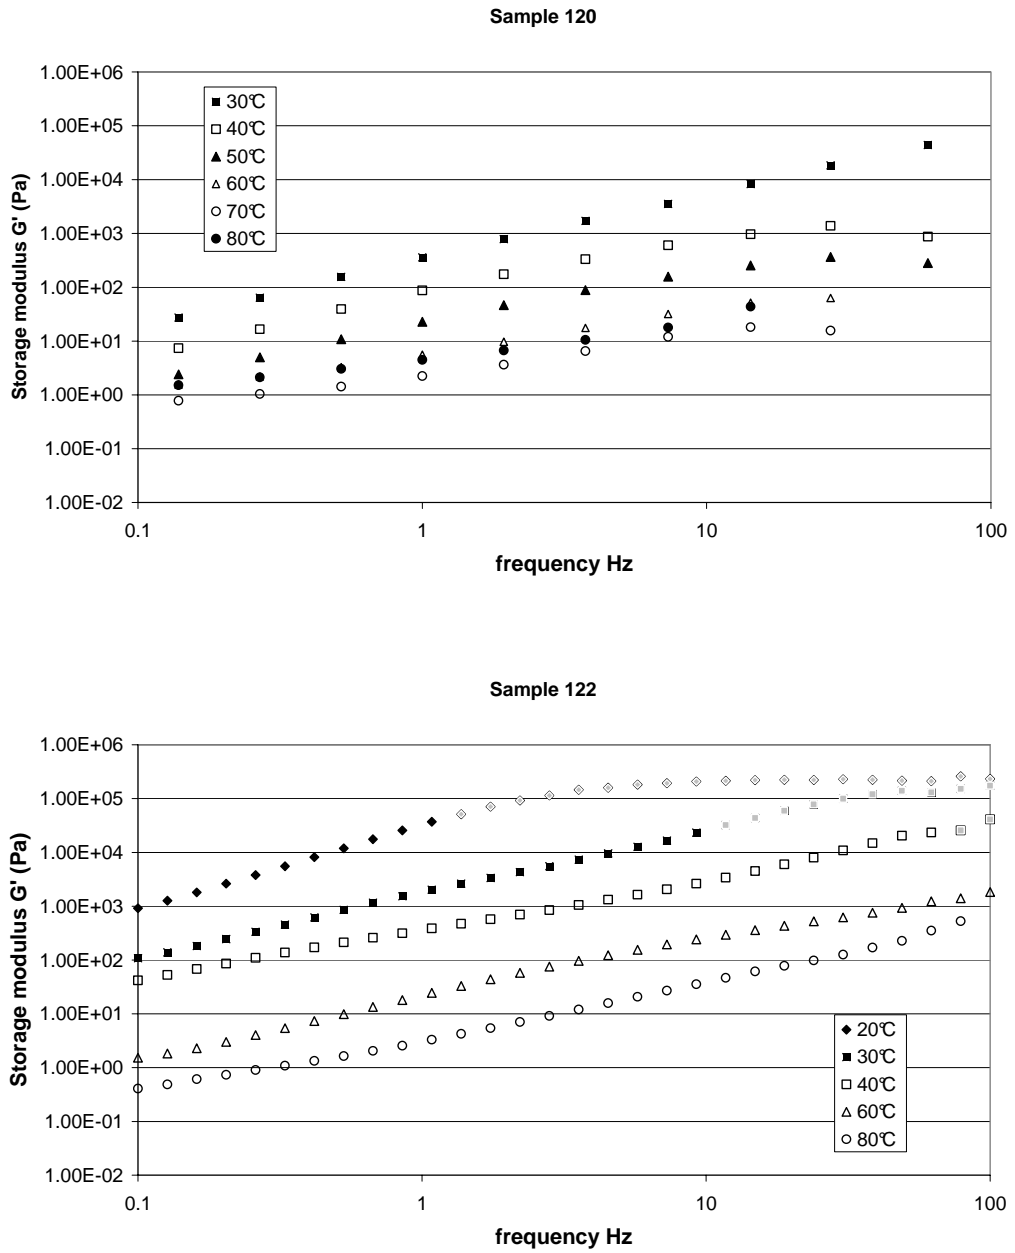 Sample 120
1.00E+06
1.00E+05
1.00E+04
1.00E+03
1.00E+02
1.00E+01
1.00E+00
1.00E-01
1.00E-02
Storage modulus G' (Pa)
30°C
40°C
50°C
60°C
70°C
80°C
0.1
1
10
100
frequency Hz
Sample 122
1.00E+06
1.00E+05
1.00E+04
1.00E+03
1.00E+02
1.00E+01
1.00E+00
1.00E-01
1.00E-02
Storage modulus G' (Pa)
20°C
30°C
40°C
60°C
80°C
0.1
1
10
100
frequency Hz